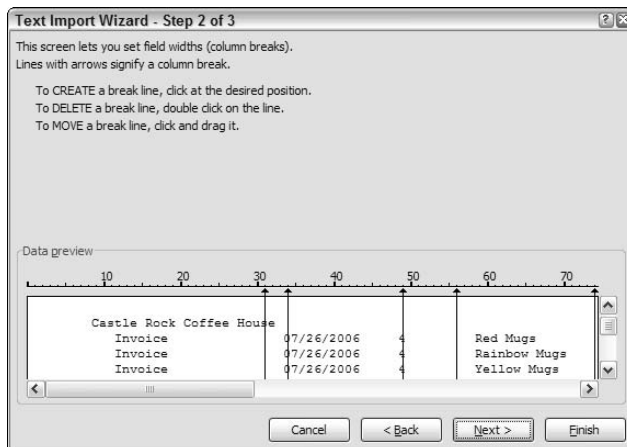 Text Import Wizard - Step 2 of 3
This screen lets you set field widths (column breaks).
Lines with arrows signify a column break.
To CREATE a break line, click at the desired position.
To DELETE a break line, double click on the line.
To MOVE a break line, click and drag it.
Data preview
10 20 30 40 50 60 70
Castle Rock Coffee House
Invoice 07/26/2006 4 Red Mugs
Invoice 07/26/2006 4 Rainbow Mugs
Invoice 07/26/2006 4 Yellow Mugs
Cancel < Back Next > Finish